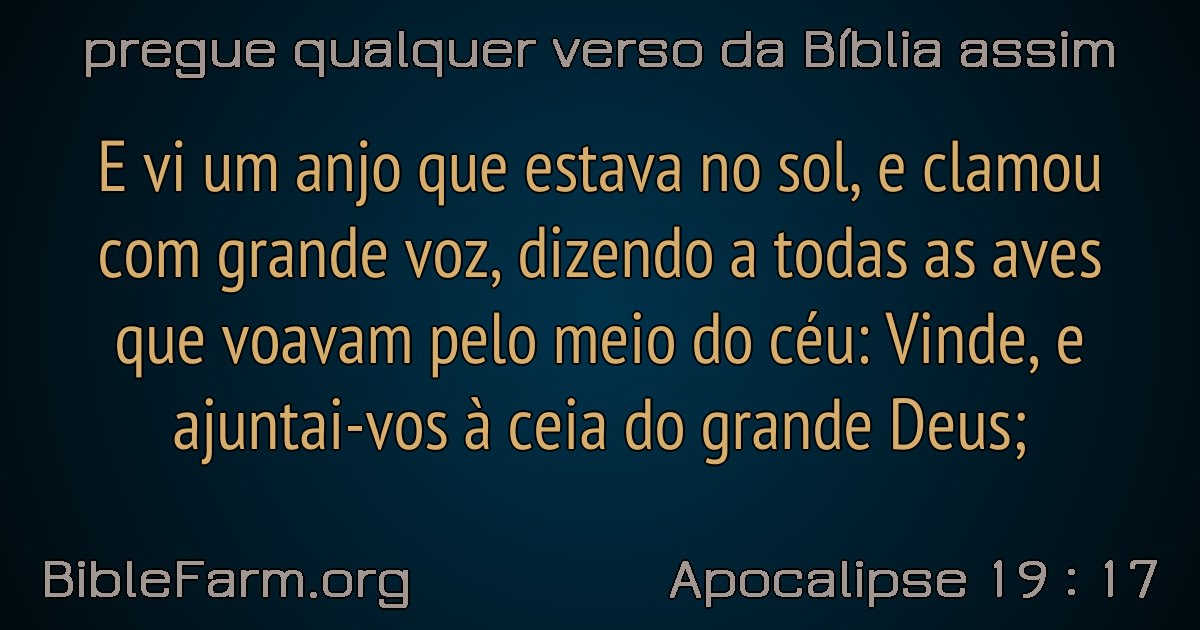 pregue qualquer verso da Bíblia assim
E vi um anjo que estava no sol, e clamou
com grande voz, dizendo a todas as aves
que voavam pelo meio do céu: Vinde, e
ajuntai-vos à ceia do grande Deus;
BibleFarm.org
Apocalipse 19 : 17